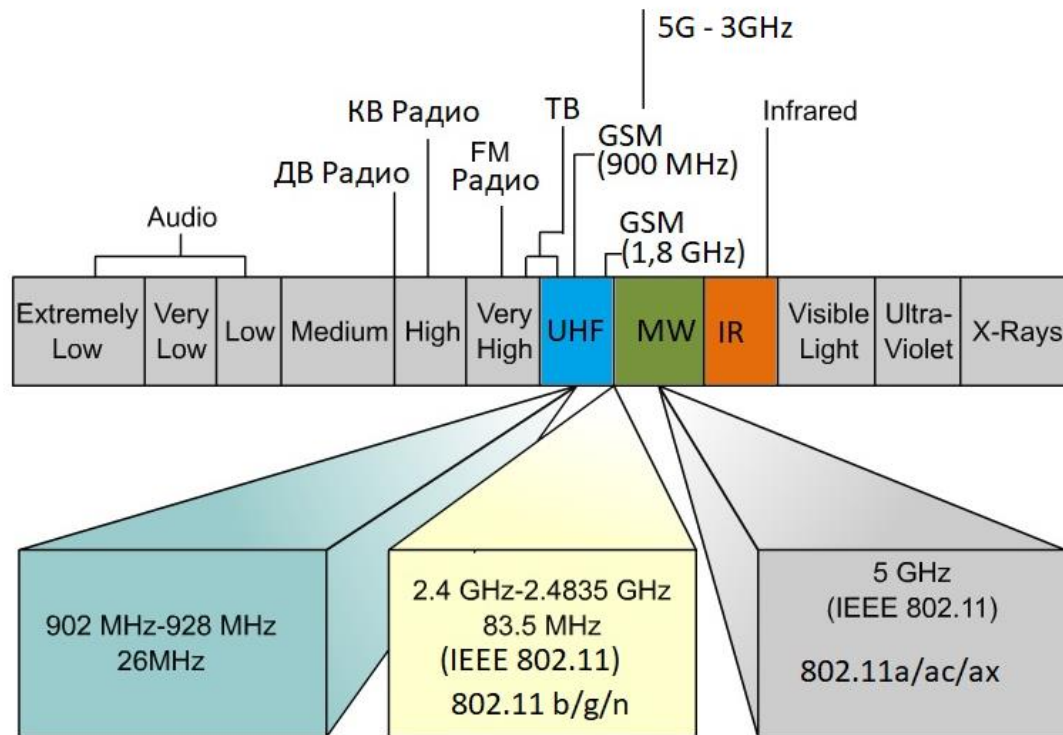 5G - 3GHz
КВ Радио
ТВ
Infrared
GSM
(900 MHz)
FM
Радио
ДВ Радио
Audio
GSM
(1,8 GHz)
Extremely
Low
Very
Low
Low
Medium
High
Very
High
UHF
MW
IR
Visible
Light
Ultra-
Violet
X-Rays
902 MHz-928 MHz
26MHz
2.4 GHz-2.4835 GHz
83.5 MHz
(IEEE 802.11)
802.11 b/g/n
5 GHz
(IEEE 802.11)
802.11a/ac/ax